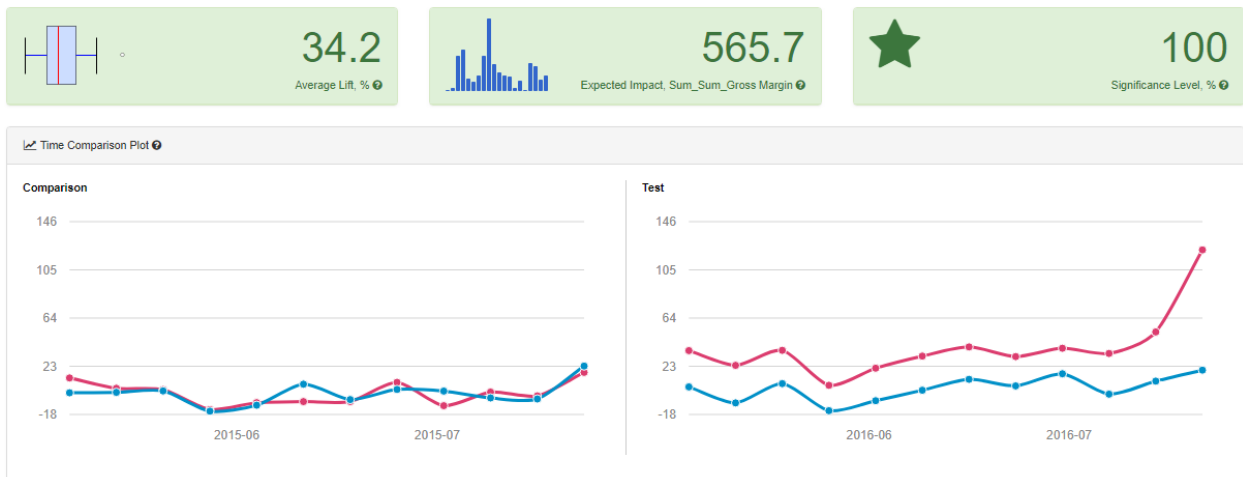 34.2
Average Lift, %
565.7
Expected Impact, Sum_Sum_Gross Margin
100
Significance Level, %
Time Comparison Plot
Comparison
146
105
64
23
-18
2015-06 2015-07
Test
146
105
64
23
-18
2016-06 2016-07